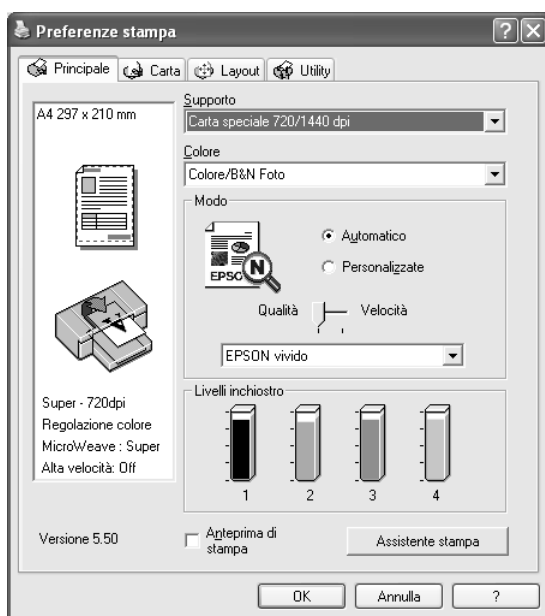 Preferenze stampa
Principale Carta Layout Utility
A4 297 x 210 mm
Supporto
Carta speciale 720/1440 dpi
Colore
Colore/B&N Foto
Modo
EPSO N
Automatico
Personalizzate
Qualità Velocità
EPSON vivido
Super - 720dpi
Regolazione colore
MicroWeave : Super
Alta velocità: Off
Livelli inchiostro
1 2 3 4
Versione 5.50
Anteprima di
stampa
Assistente stampa
OK Annulla ?